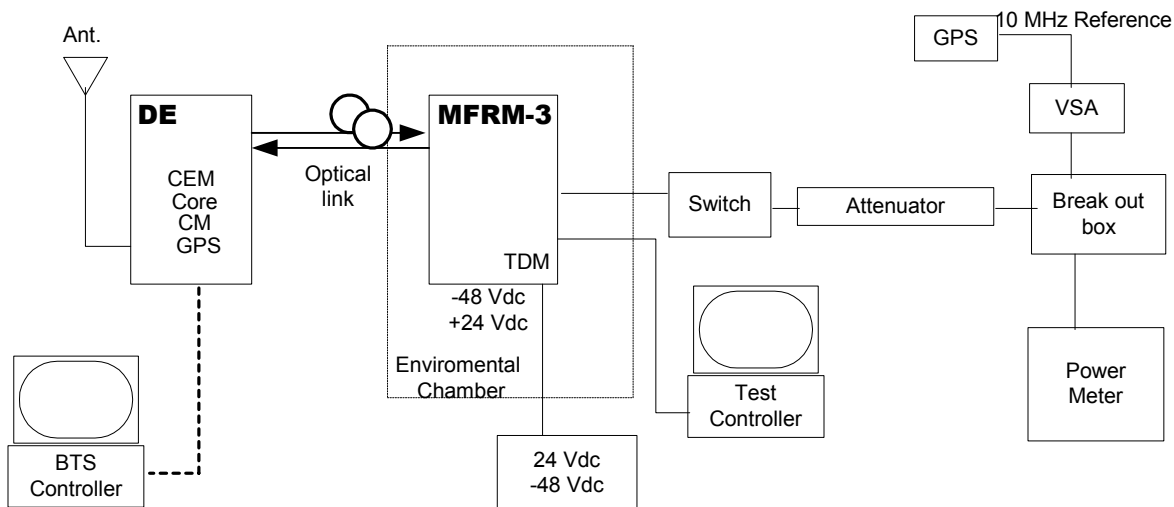 Ant.
DE
CEM
Core
CM
GPS
Optical
link
MFRM-3
TDM
-48 Vdc
+24 Vdc
Enviromental
Chamber
Switch
Attenuator
GPS
10 MHz Reference
VSA
Break out
box
Power
Meter
Test
Controller
BTS
Controller
24 Vdc
-48 Vdc